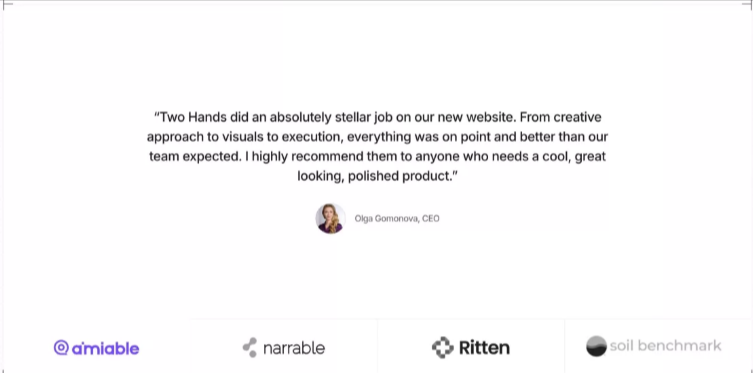 “Two Hands did an absolutely stellar job on our new website. From creative
approach to visuals to execution, everything was on point and better than our
team expected. I highly recommend them to anyone who needs a cool, great
looking, polished product.”
Olga Gomonova, CEO
amiable
narrable
Ritten
soil benchmark